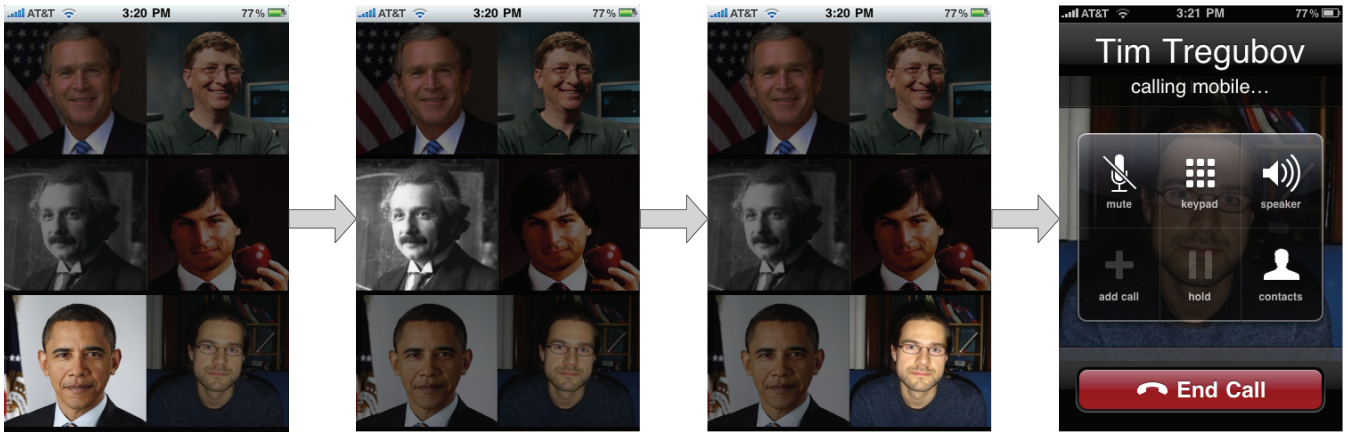 AT&T 3:20 PM 77%
AT&T 3:20 PM 77%
AT&T 3:20 PM 77%
AT&T 3:21 PM 77%
Tim Tregubov
calling mobile...
mute keypad speaker
add call hold contacts
End Call